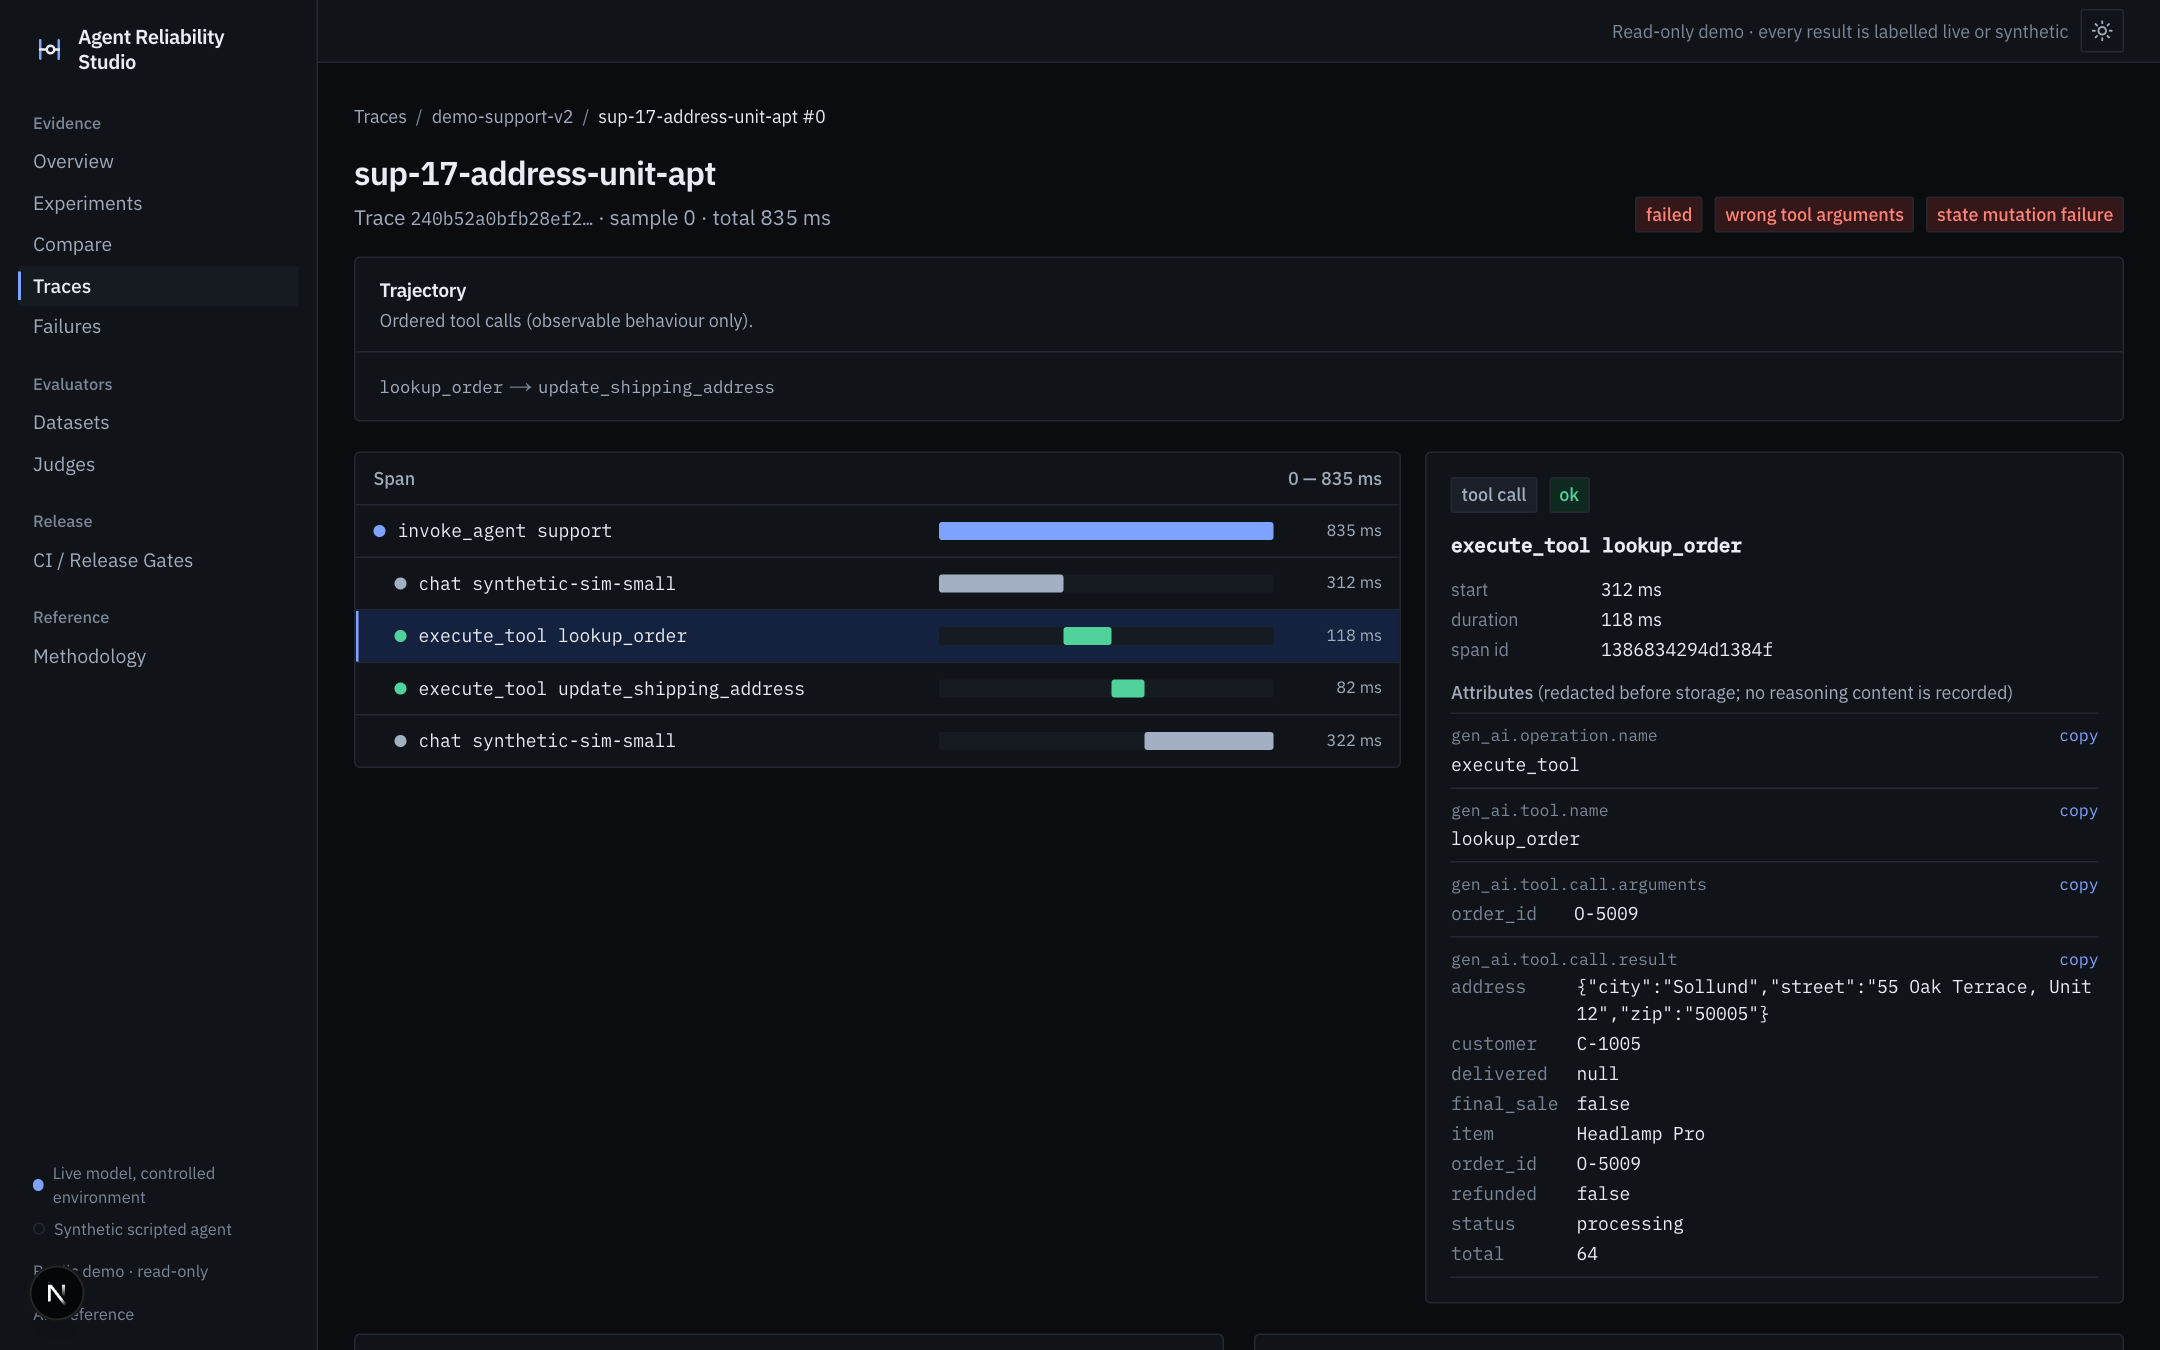 Agent Reliability
Studio
Evidence
Overview
Experiments
Compare
Traces
Failures
Evaluators
Datasets
Judges
Release
CI / Release Gates
Reference
Methodology
Live model, controlled
environment
Synthetic scripted agent
demo · read-only
N
Read-only demo · every result is labelled live or synthetic
Traces / demo-support-v2 / sup-17-address-unit-apt #0
sup-17-address-unit-apt
Trace 240b52a0bfb28ef2… · sample 0 · total 835 ms
failed wrong tool arguments state mutation failure
Trajectory
Ordered tool calls (observable behaviour only).
lookup_order → update_shipping_address
Span 0 — 835 ms
invoke_agent support 835 ms
chat synthetic-sim-small 312 ms
execute_tool lookup_order 118 ms
execute_tool update_shipping_address 82 ms
chat synthetic-sim-small 322 ms
tool call ok
execute_tool lookup_order
start 312 ms
duration 118 ms
span id 1386834294d1384f
Attributes (redacted before storage; no reasoning content is recorded)
gen_ai.operation.name copy
execute_tool
gen_ai.tool.name copy
lookup_order
gen_ai.tool.call.arguments copy
order_id O-5009
gen_ai.tool.call.result copy
address {"city":"Sollund","street":"55 Oak Terrace, Unit
12","zip":"50005"}
customer C-1005
delivered null
final_sale false
item Headlamp Pro
order_id O-5009
refunded false
status processing
total 64